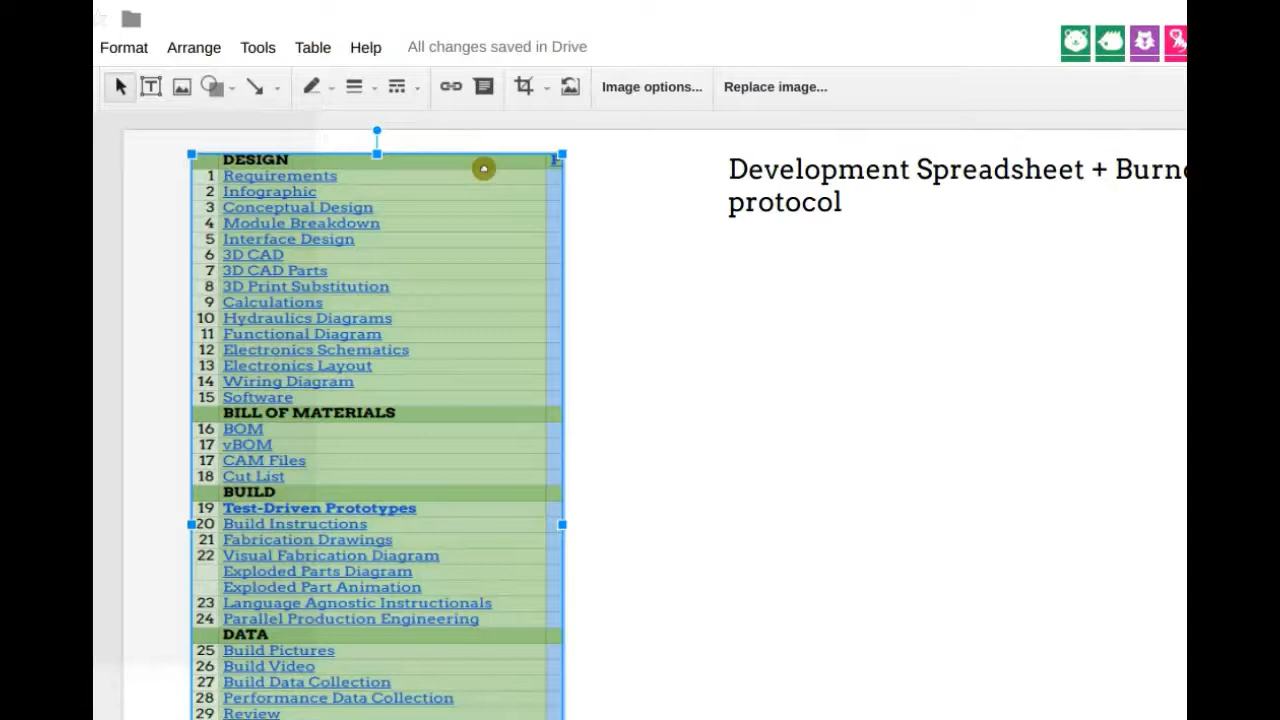 Format Arrange Tools Table Help All changes saved in Drive
Image options... Replace image...
DESIGN
1 Requirements
2 Infographic
3 Conceptual Design
4 Module Breakdown
5 Interface Design
6 3D CAD
7 3D CAD Parts
8 3D Print Substitution
9 Calculations
10 Hydraulics Diagrams
11 Functional Diagram
12 Electronics Schematics
13 Electronics Layout
14 Wiring Diagram
15 Software
BILL OF MATERIALS
16 BOM
17 vBOM
17 CAM Files
18 Cut List
BUILD
19 Test-Driven Prototypes
20 Build Instructions
21 Fabrication Drawings
22 Visual Fabrication Diagram
Exploded Parts Diagram
Exploded Part Animation
23 Language Agnostic Instructionals
24 Parallel Production Engineering
DATA
25 Build Pictures
26 Build Video
27 Build Data Collection
28 Performance Data Collection
29 Review
Development Spreadsheet +
protocol